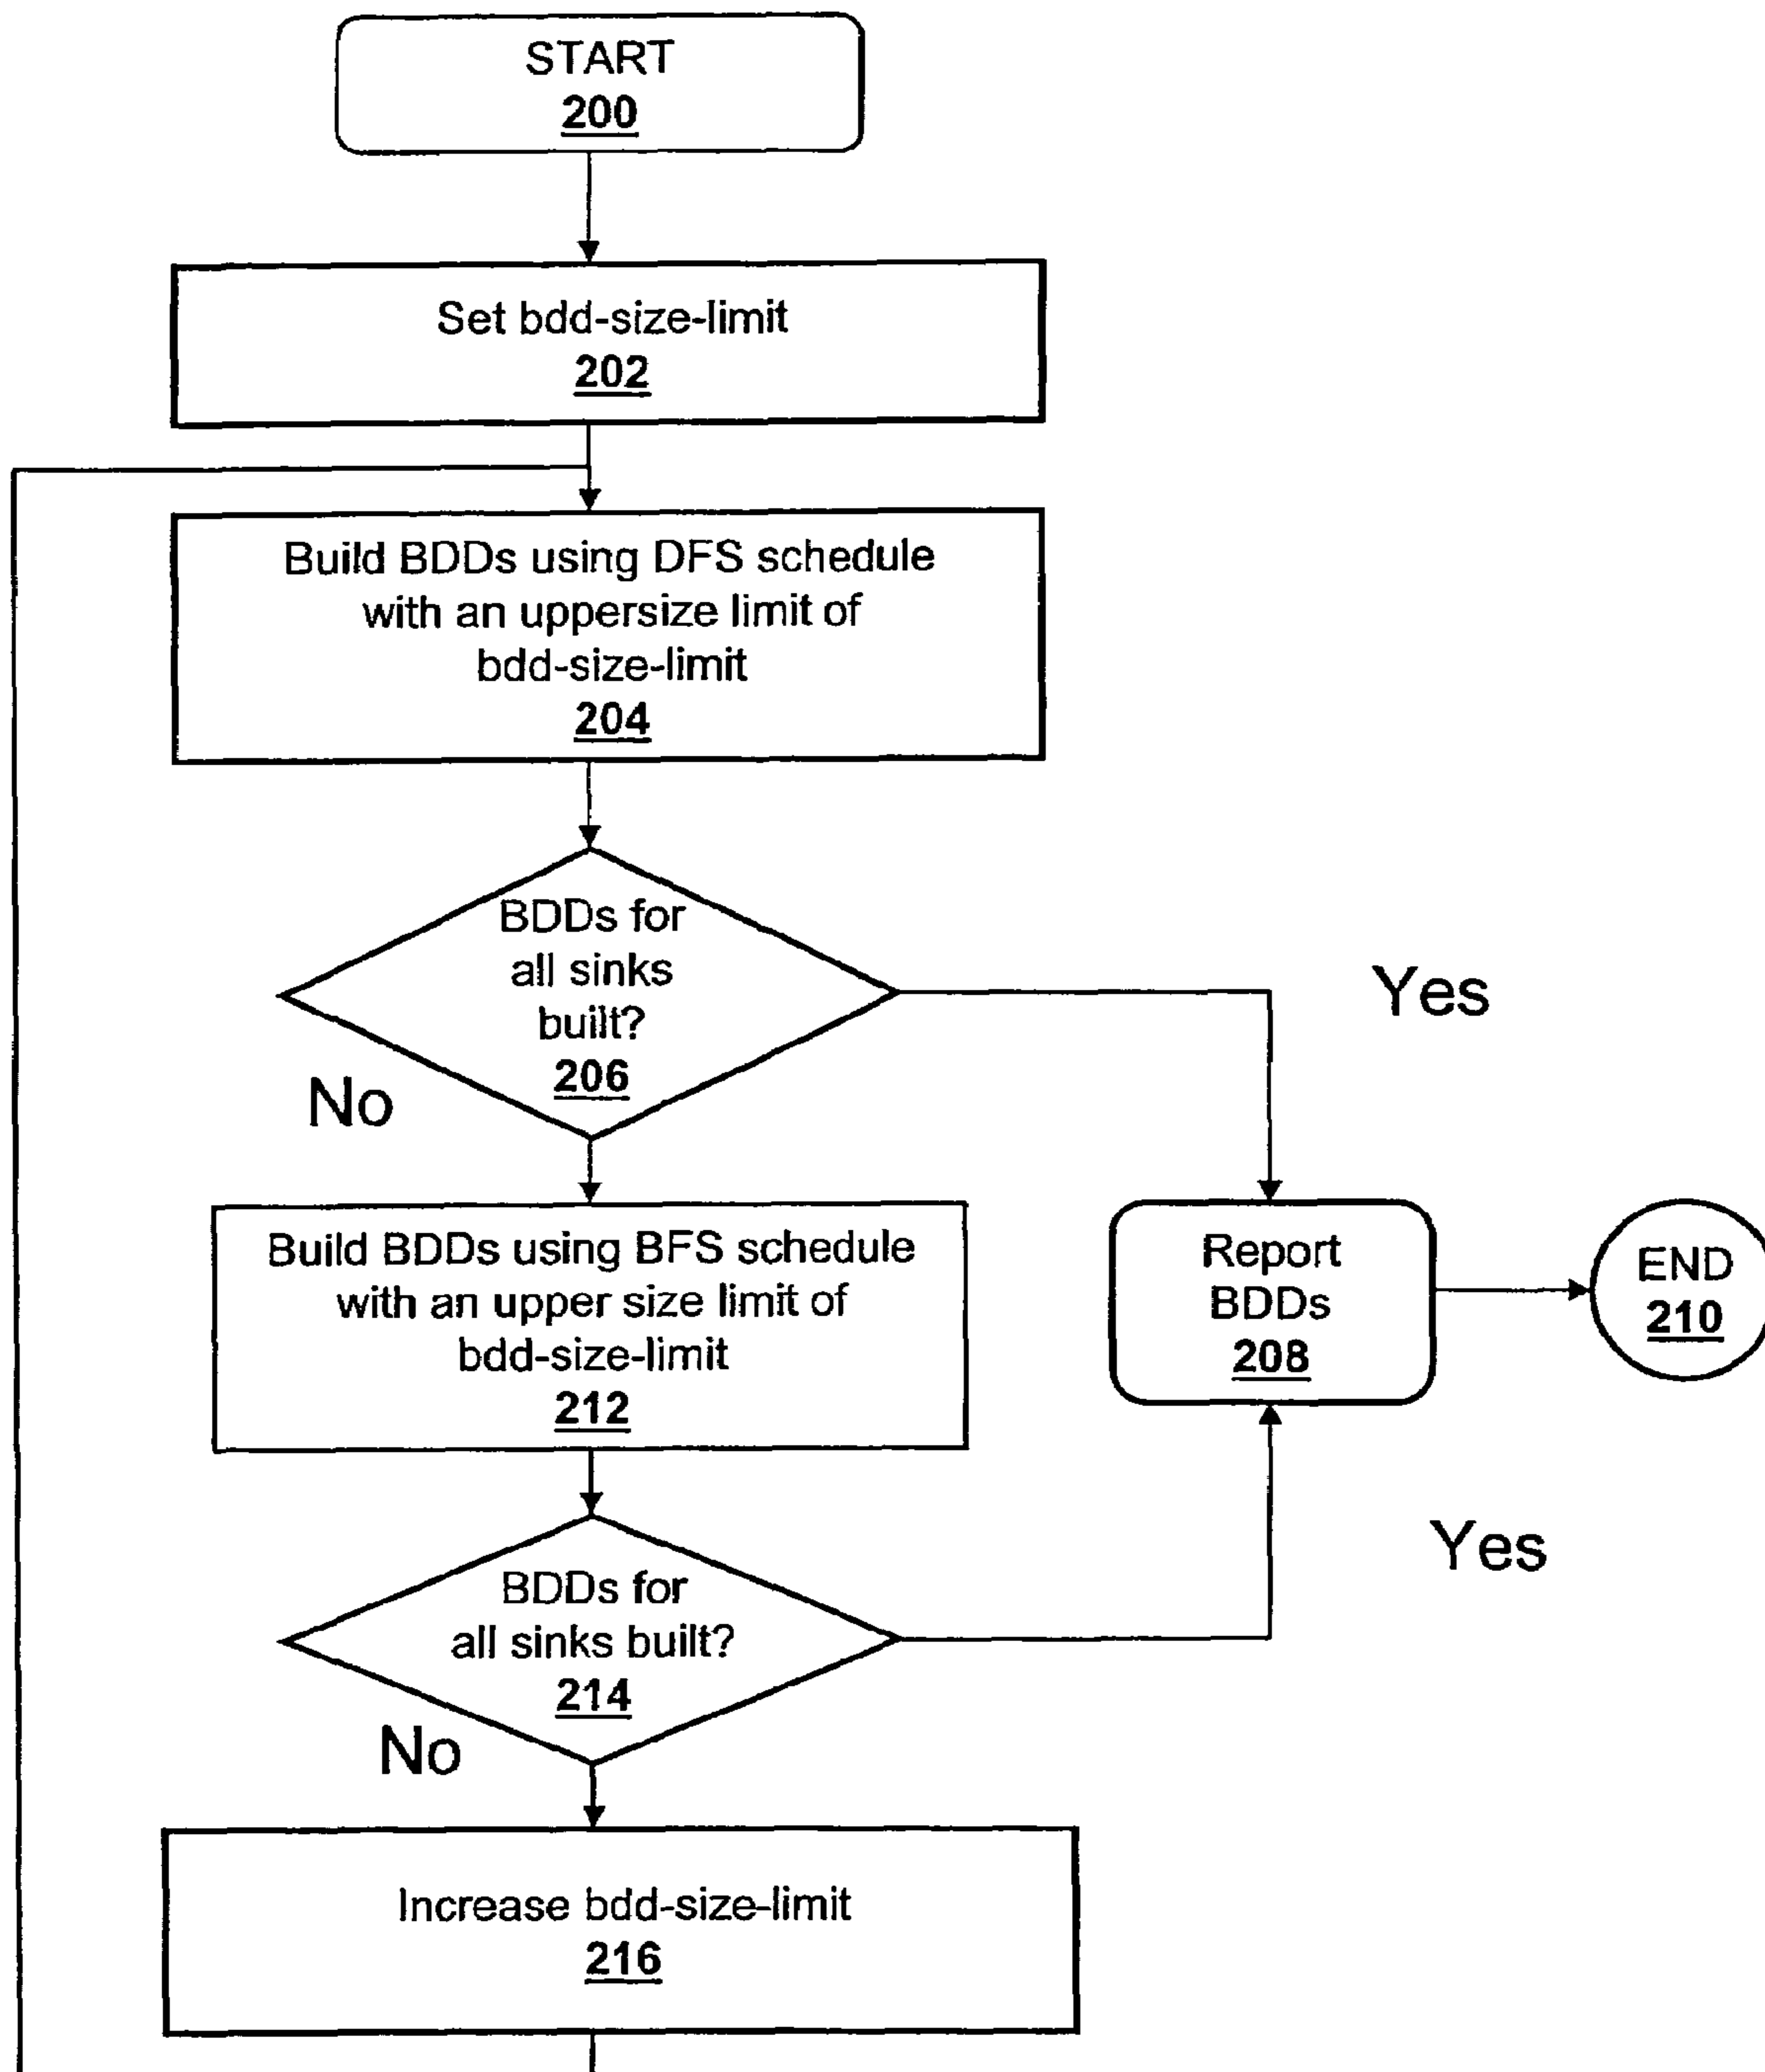 START
200
Set bdd-size-limit
202
Build BDDs using DFS schedule
with an uppersize limit of
bdd-size-limit
204
BDDs for
all sinks
built?
206
Yes
No
Build BDDs using BFS schedule
with an upper size limit of
bdd-size-limit
212
Report
BDDs
208
END
210
BDDs for
all sinks built?
214
Yes
No
Increase bdd-size-limit
216